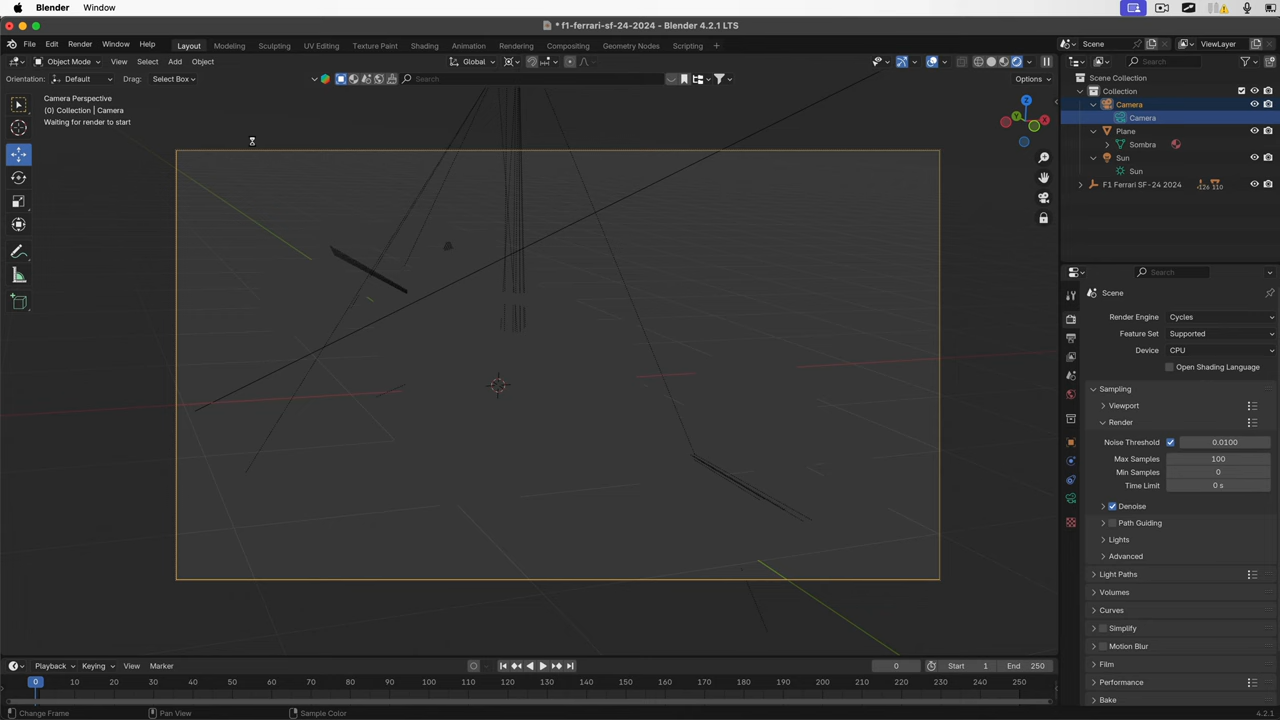 Blender Window
* f1-ferrari-sf-24-2024 - Blender 4.2.1 LTS
File Edit Render Window Help Layout Modeling Sculpting UV Editing Texture Paint Shading Animation Rendering Compositing Geometry Nodes Scripting + Scene ViewLayer
Object Mode View Select Add Object Global Search
Orientation: Default Drag: Select Box Search Options
Scene Collection
Collection
Camera
Camera
Plane
Sombra
Sun
Sun
F1 Ferrari SF-24 2024 126 110
Camera Perspective
(0) Collection | Camera
Waiting for render to start
Z
Y
X
Search
Scene
Render Engine Cycles
Feature Set Supported
Device CPU
Open Shading Language
Sampling
Viewport
Render
Noise Threshold 0.0100
Max Samples 100
Min Samples 0
Time Limit 0 s
Denoise
Path Guiding
Lights
Advanced
Light Paths
Volumes
Curves
Simplify
Motion Blur
Film
Performance
Bake
Playback Keying View Marker 0 Start 1 End 250
0 10 20 30 40 50 60 70 80 90 100 110 120 130 140 150 160 170 180 190 200 210 220 230 240 250
Change Frame Pan View Sample Color 4.2.1